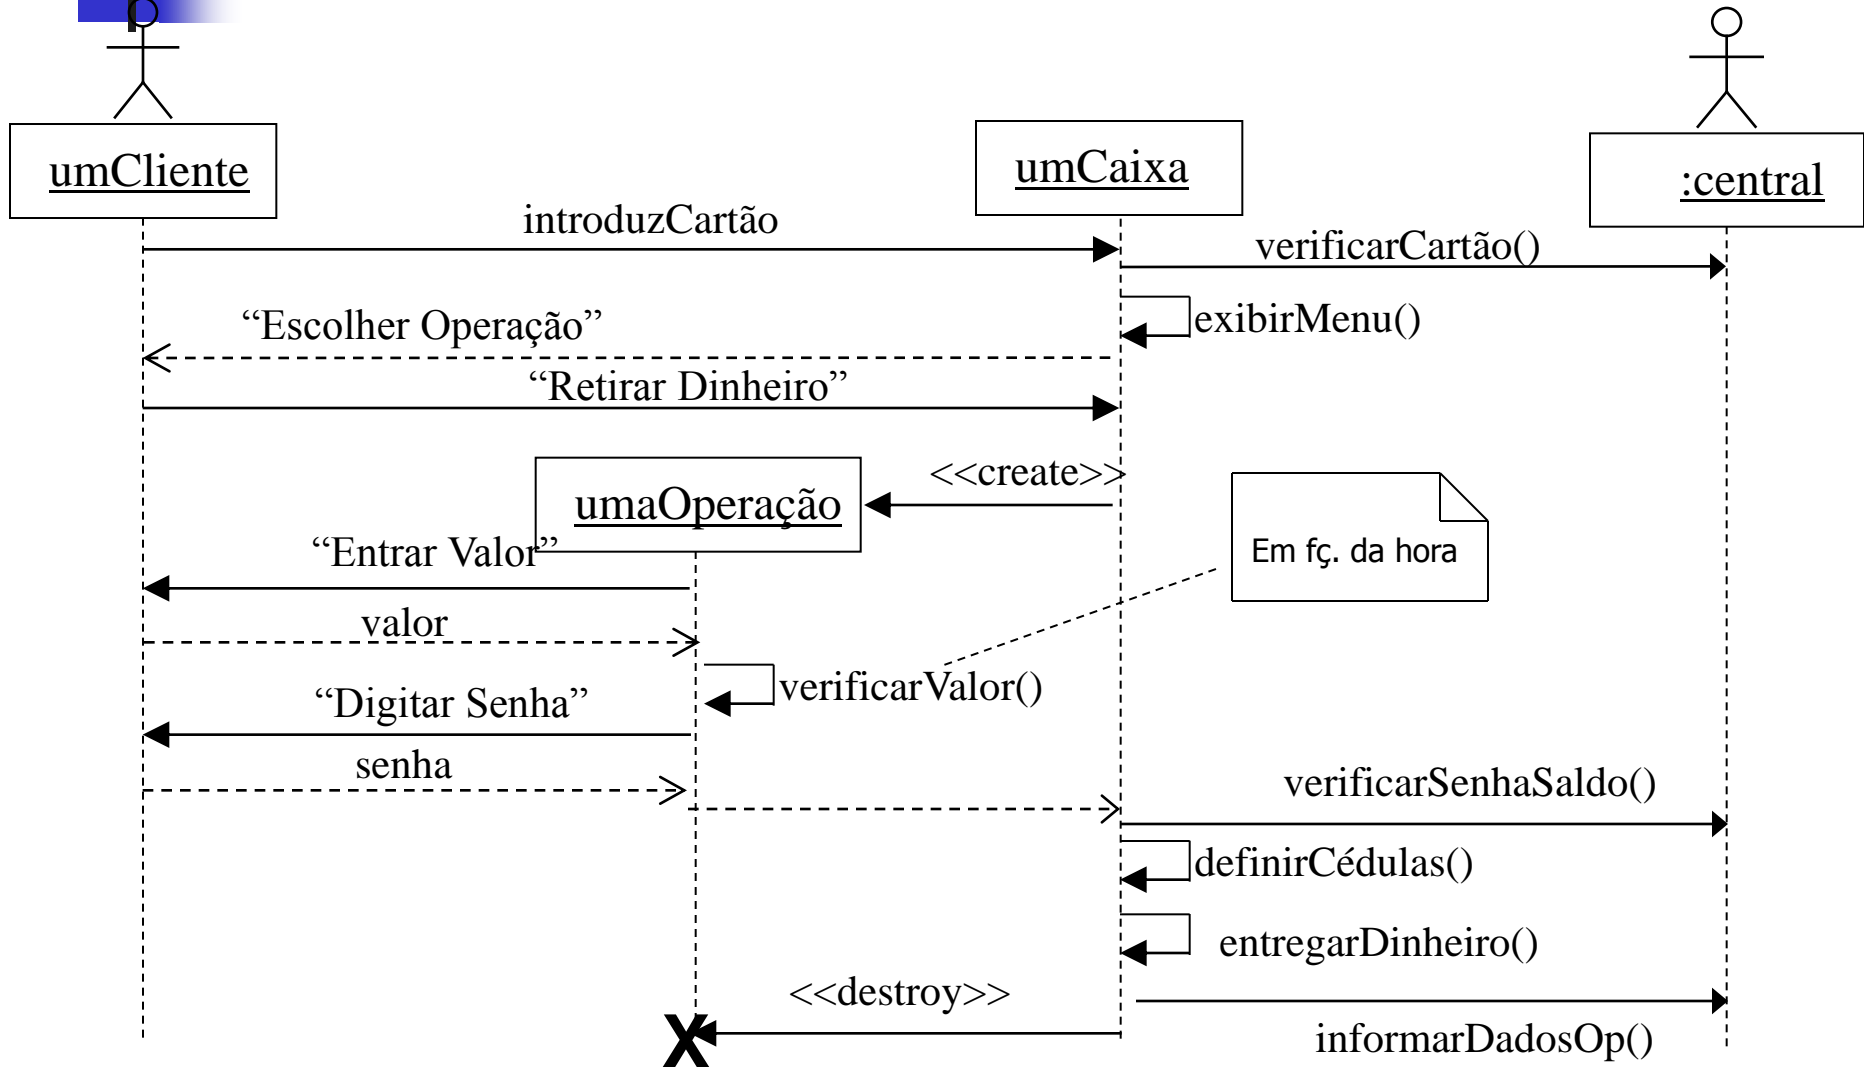 umCliente
umCaixa
:central
introduzCartão
verificarCartão()
exibirMenu()
“Escolher Operação”
“Retirar Dinheiro”
<<create>>
umaOperação
“Entrar Valor”
Em fç. da hora
valor
verificarValor()
“Digitar Senha”
senha
verificarSenhaSaldo()
definirCédulas()
entregarDinheiro()
<<destroy>>
X
informarDadosOp()